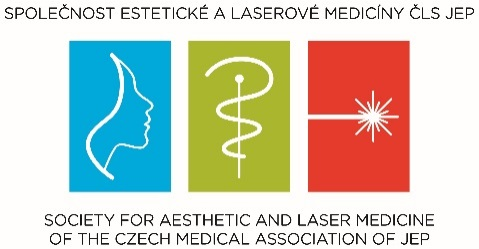 SPOLEČNOST ESTETICKÉ A LASEROVÉ MEDICÍNY ČLS JEP
SOCIETY FOR AESTHETIC AND LASER MEDICINE
OF THE CZECH MEDICAL ASSOCIATION OF JEP